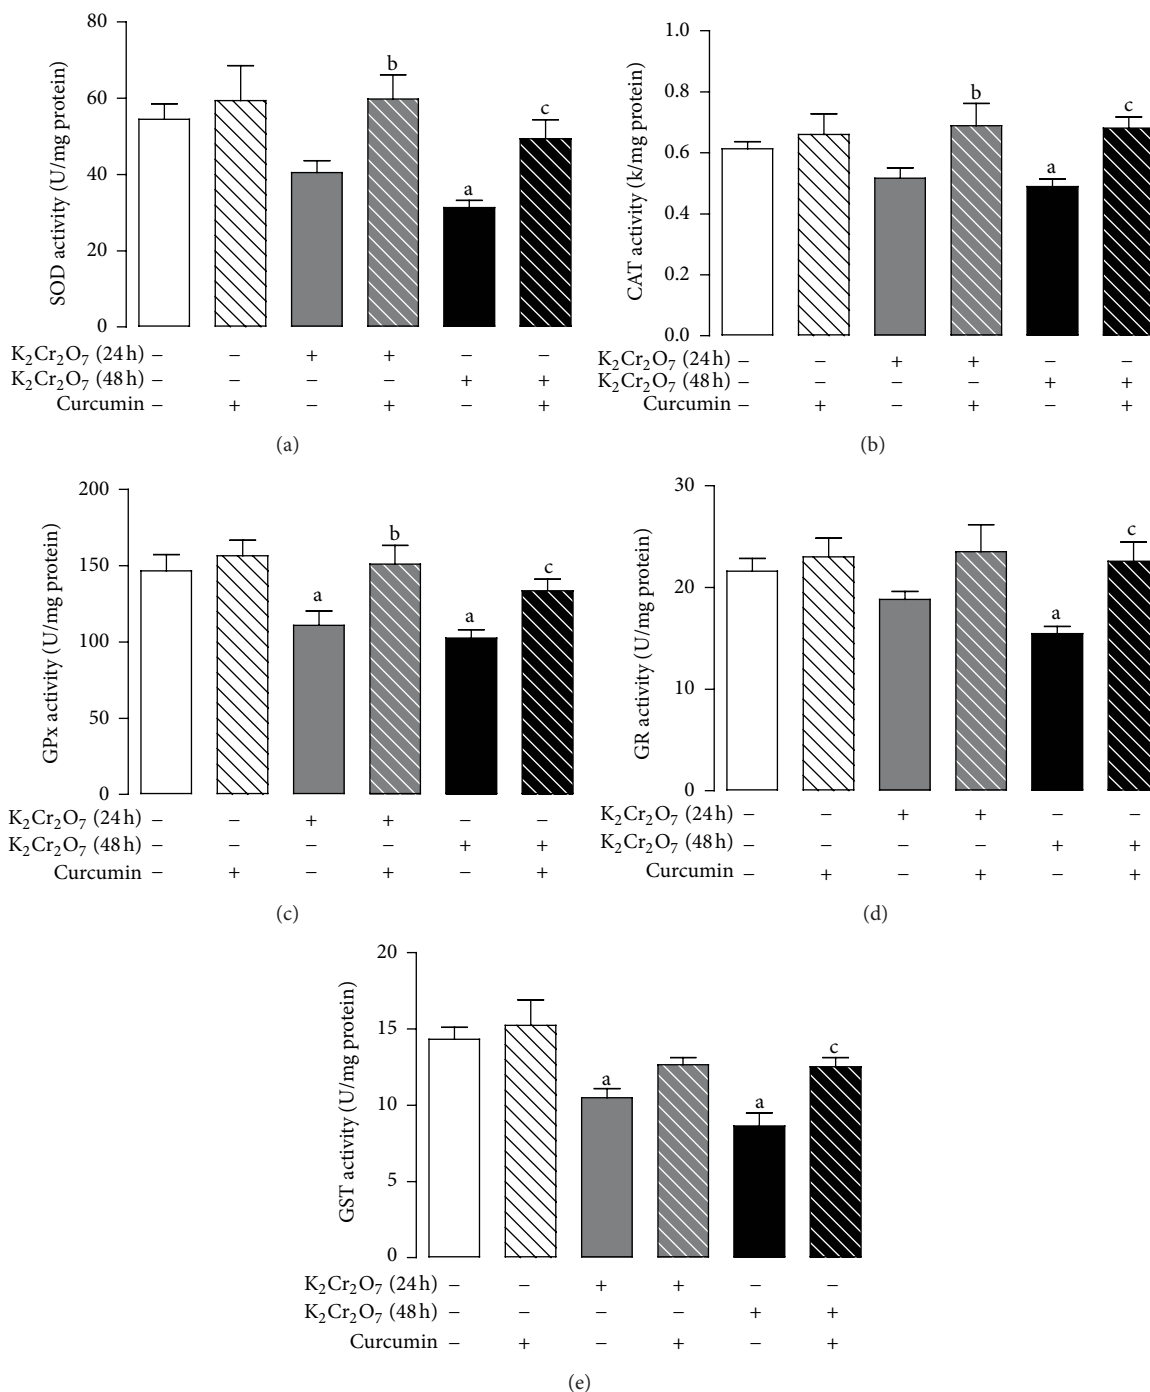 80
60
40
20
0
SOD activity (U/mg protein)
b
c
a
K₂Cr₂O₇ (24 h) – – + + – –
K₂Cr₂O₇ (48 h) – – – – + +
Curcumin – + – + – +
(a)
1.0
0.8
0.6
0.4
0.2
0.0
CAT activity (k/mg protein)
b
c
a
K₂Cr₂O₇ (24 h) – – + + – –
K₂Cr₂O₇ (48 h) – – – – + +
Curcumin – + – + – +
(b)
200
150
100
50
0
GPx activity (U/mg protein)
b
c
a
a
K₂Cr₂O₇ (24 h) – – + + – –
K₂Cr₂O₇ (48 h) – – – – + +
Curcumin – + – + – +
(c)
30
20
10
0
GR activity (U/mg protein)
c
a
K₂Cr₂O₇ (24 h) – – + + – –
K₂Cr₂O₇ (48 h) – – – – + +
Curcumin – + – + – +
(d)
20
15
10
5
0
GST activity (U/mg protein)
c
a
a
K₂Cr₂O₇ (24 h) – – + + – –
K₂Cr₂O₇ (48 h) – – – – + +
Curcumin – + – + – +
(e)